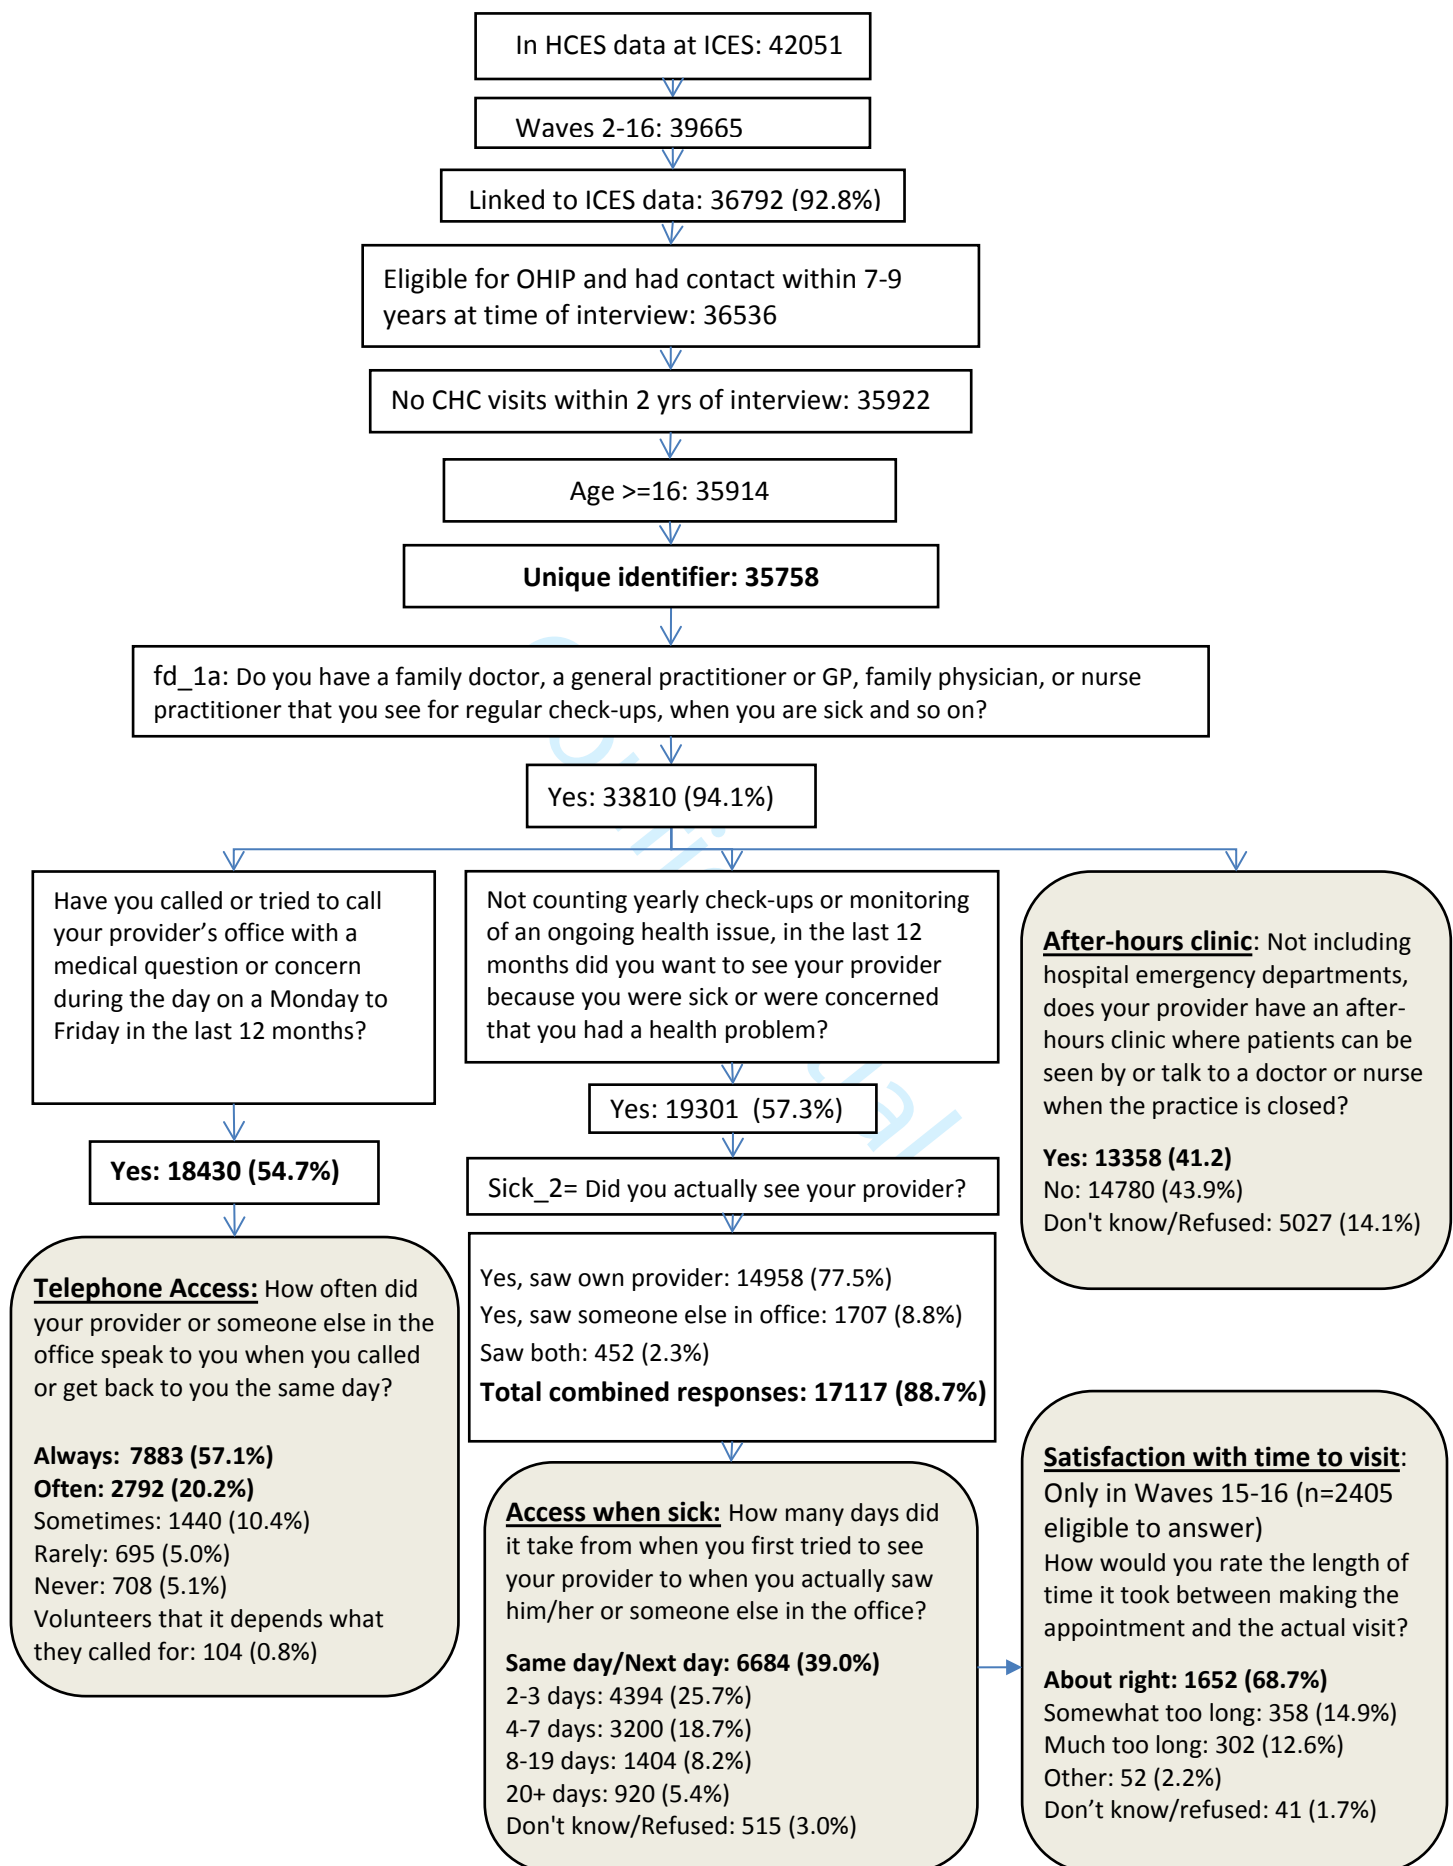 In HCES data at ICES: 42051
Waves 2-16: 39665
Linked to ICES data: 36792 (92.8%)
Eligible for OHIP and had contact within 7-9
years at time of interview: 36536
No CHC visits within 2 yrs of interview: 35922
Age >=16: 35914
Unique identifier: 35758
fd_1a: Do you have a family doctor, a general practitioner or GP, family physician, or nurse
practitioner that you see for regular check-ups, when you are sick and so on?
Yes: 33810 (94.1%)
Have you called or tried to call
your provider's office with a
medical question or concern
during the day on a Monday to
Friday in the last 12 months?
Yes: 18430 (54.7%)
Telephone Access: How often did
your provider or someone else in the
office speak to you when you called
or get back to you the same day?
Always: 7883 (57.1%)
Often: 2792 (20.2%)
Sometimes: 1440 (10.4%)
Rarely: 695 (5.0%)
Never: 708 (5.1%)
Volunteers that it depends what
they called for: 104 (0.8%)
Not counting yearly check-ups or monitoring
of an ongoing health issue, in the last 12
months did you want to see your provider
because you were sick or were concerned
that you had a health problem?
Yes: 19301 (57.3%)
Sick_2= Did you actually see your provider?
Yes, saw own provider: 14958 (77.5%)
Yes, saw someone else in office: 1707 (8.8%)
Saw both: 452 (2.3%)
Total combined responses: 17117 (88.7%)
Access when sick: How many days did
it take from when you first tried to see
your provider to when you actually saw
him/her or someone else in the office?
Same day/Next day: 6684 (39.0%)
2-3 days: 4394 (25.7%)
4-7 days: 3200 (18.7%)
8-19 days: 1404 (8.2%)
20+ days: 920 (5.4%)
Don't know/Refused: 515 (3.0%)
After-hours clinic: Not including
hospital emergency departments,
does your provider have an after-
hours clinic where patients can be
seen by or talk to a doctor or nurse
when the practice is closed?
Yes: 13358 (41.2)
No: 14780 (43.9%)
Don't know/Refused: 5027 (14.1%)
Satisfaction with time to visit:
Only in Waves 15-16 (n=2405
eligible to answer)
How would you rate the length of
time it took between making the
appointment and the actual visit?
About right: 1652 (68.7%)
Somewhat too long: 358 (14.9%)
Much too long: 302 (12.6%)
Other: 52 (2.2%)
Don’t know/refused: 41 (1.7%)